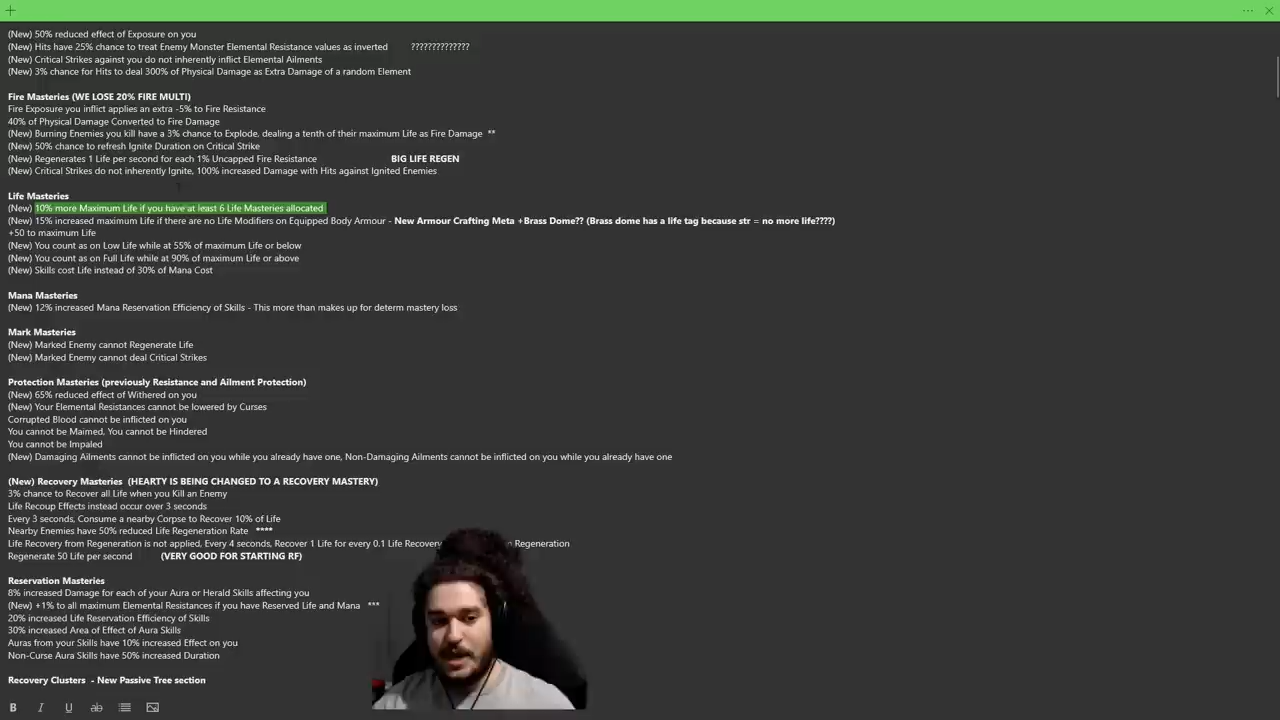 (New) 50% reduced effect of Exposure on you
(New) Hits have 25% chance to treat Enemy Monster Elemental Resistance values as inverted ??????????????
(New) Critical Strikes against you do not inherently inflict Elemental Ailments
(New) 3% chance for Hits to deal 300% of Physical Damage as Extra Damage of a random Element
Fire Masteries (WE LOSE 20% FIRE MULTI)
Fire Exposure you inflict applies an extra -5% to Fire Resistance
40% of Physical Damage Converted to Fire Damage
(New) Burning Enemies you kill have a 3% chance to Explode, dealing a tenth of their maximum Life as Fire Damage **
(New) 50% chance to refresh Ignite Duration on Critical Strike
(New) Regenerates 1 Life per second for each 1% Uncapped Fire Resistance BIG LIFE REGEN
(New) Critical Strikes do not inherently Ignite, 100% increased Damage with Hits against Ignited Enemies
Life Masteries
(New) 10% more Maximum Life if you have at least 6 Life Masteries allocated
(New) 15% increased maximum Life if there are no Life Modifiers on Equipped Body Armour - New Armour Crafting Meta +Brass Dome?? (Brass dome has a life tag because str = no more life????)
+50 to maximum Life
(New) You count as on Low Life while at 55% of maximum Life or below
(New) You count as on Full Life while at 90% of maximum Life or above
(New) Skills cost Life instead of 30% of Mana Cost
Mana Masteries
(New) 12% increased Mana Reservation Efficiency of Skills - This more than makes up for determ mastery loss
Mark Masteries
(New) Marked Enemy cannot Regenerate Life
(New) Marked Enemy cannot deal Critical Strikes
Protection Masteries (previously Resistance and Ailment Protection)
(New) 65% reduced effect of Withered on you
(New) Your Elemental Resistances cannot be lowered by Curses
Corrupted Blood cannot be inflicted on you
You cannot be Maimed, You cannot be Hindered
You cannot be Impaled
(New) Damaging Ailments cannot be inflicted on you while you already have one, Non-Damaging Ailments cannot be inflicted on you while you already have one
(New) Recovery Masteries (HEARTY IS BEING CHANGED TO A RECOVERY MASTERY)
3% chance to Recover all Life when you Kill an Enemy
Life Recoup Effects instead occur over 3 seconds
Every 3 seconds, Consume a nearby Corpse to Recover 10% of Life
Nearby Enemies have 50% reduced Life Regeneration Rate ****
Life Recovery from Regeneration is not applied, Every 4 seconds, Recover 1 Life for every 0.1 Life Recovery Regeneration
Regenerate 50 Life per second (VERY GOOD FOR STARTING RF)
Reservation Masteries
8% increased Damage for each of your Aura or Herald Skills affecting you
(New) +1% to all maximum Elemental Resistances if you have Reserved Life and Mana ***
20% increased Life Reservation Efficiency of Skills
30% increased Area of Effect of Aura Skills
Auras from your Skills have 10% increased Effect on you
Non-Curse Aura Skills have 50% increased Duration
Recovery Clusters - New Passive Tree section
B I U ab